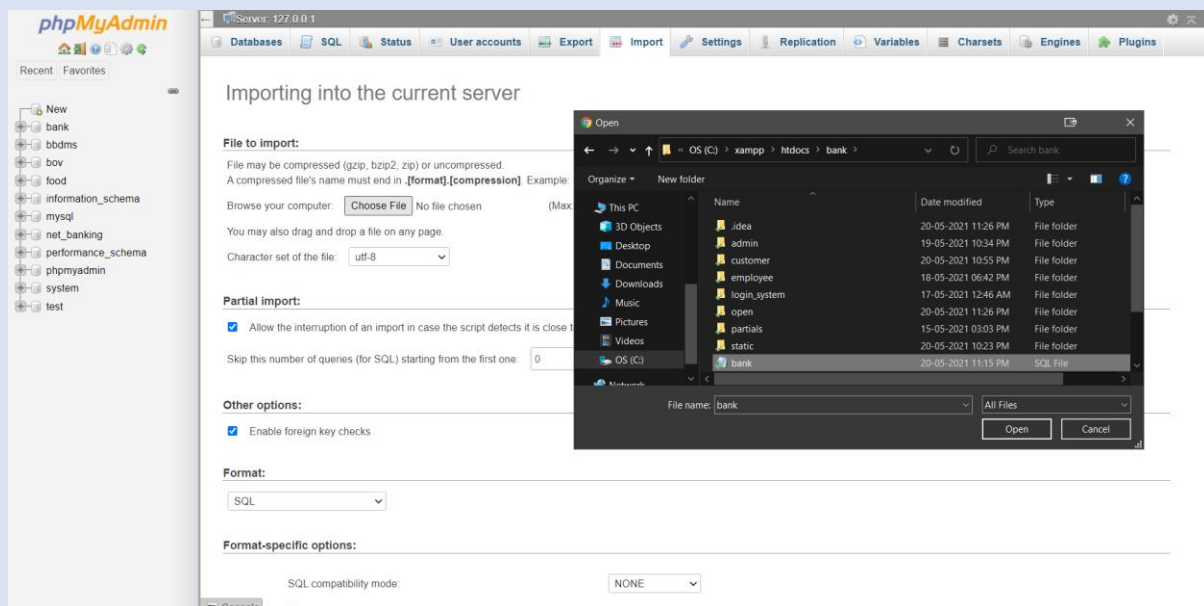 phpMyAdmin
Recent Favorites
New
bank
bbdms
bov
food
information_schema
mysql
net_banking
performance_schema
phpmyadmin
system
test
Server: 127.0.0.1
Databases SQL Status User accounts Export Import Settings Replication Variables Charsets Engines Plugins
Importing into the current server
File to import:
File may be compressed (gzip, bzip2, zip) or uncompressed.
A compressed file's name must end in .[format].[compression]. Example:
Browse your computer: Choose File No file chosen (Max:
You may also drag and drop a file on any page.
Character set of the file: utf-8
Partial import:
Allow the interruption of an import in case the script detects it is close t
Skip this number of queries (for SQL) starting from the first one: 0
Other options:
Enable foreign key checks
Format:
SQL
Format-specific options:
SQL compatibility mode: NONE
Console
Open
« OS (C:) > xampp > htdocs > bank >
Search bank
Organize New folder
This PC
3D Objects
Desktop
Documents
Downloads
Music
Pictures
Videos
OS (C:)
Network
Name Date modified Type
.idea 20-05-2021 11:26 PM File folder
admin 19-05-2021 10:34 PM File folder
customer 20-05-2021 10:55 PM File folder
employee 18-05-2021 06:42 PM File folder
login_system 17-05-2021 12:46 AM File folder
open 20-05-2021 11:26 PM File folder
partials 15-05-2021 03:03 PM File folder
static 20-05-2021 10:23 PM File folder
bank 20-05-2021 11:15 PM SQL File
File name: bank All Files
Open Cancel